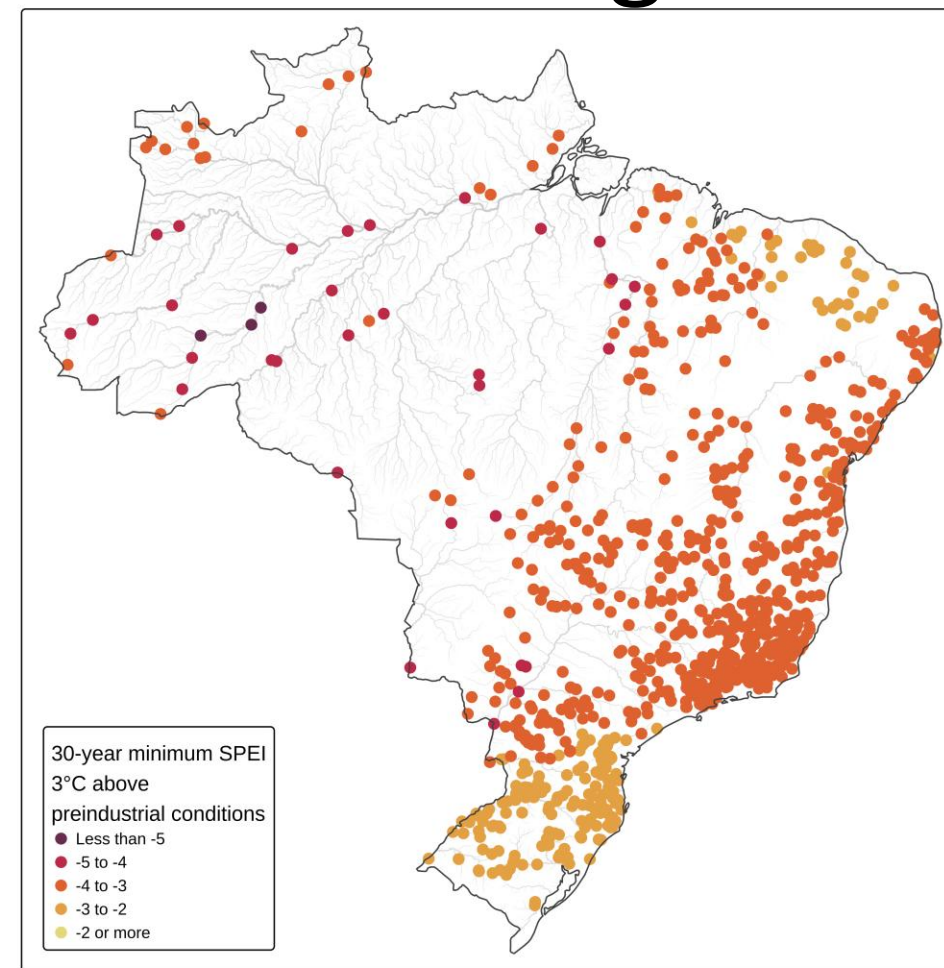 30-year minimum SPEI
3°C above
preindustrial conditions
Less than -5
-5 to -4
-4 to -3
-3 to -2
-2 or more